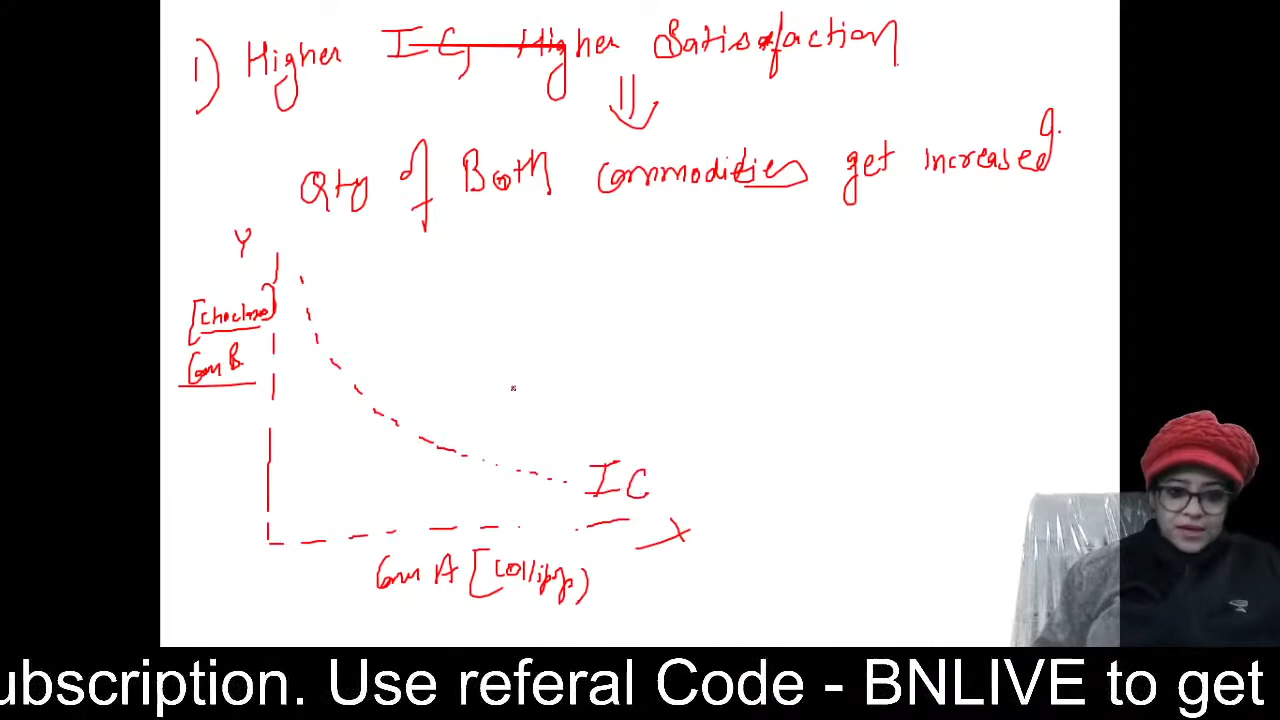 1) Higher IC, Higher Satisfaction
Qty of Both commodities get increased.
Y
Com B
IC
X
Com A [Lollipop)
ubscription. Use referal Code - BNLIVE to get